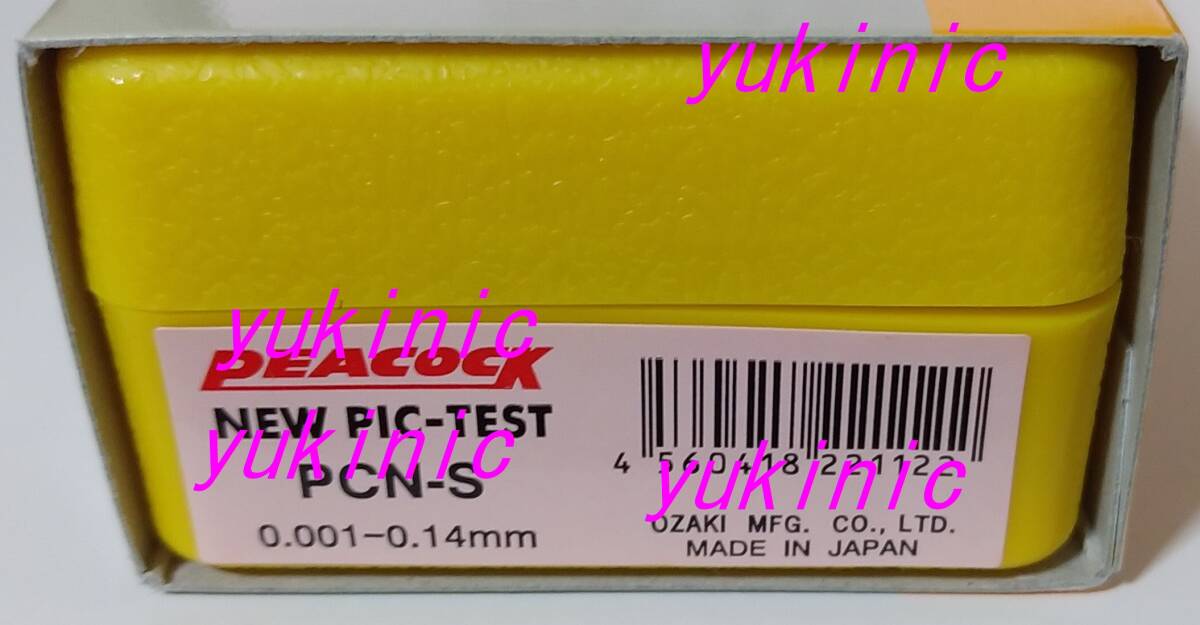 yukinic
yukinic
PEACOCK
NEW PIC-TEST
yukinic
PCN-S
0.001-0.14mm
4 560418 221122
yukinic
OZAKI MFG. CO., LTD.
MADE IN JAPAN